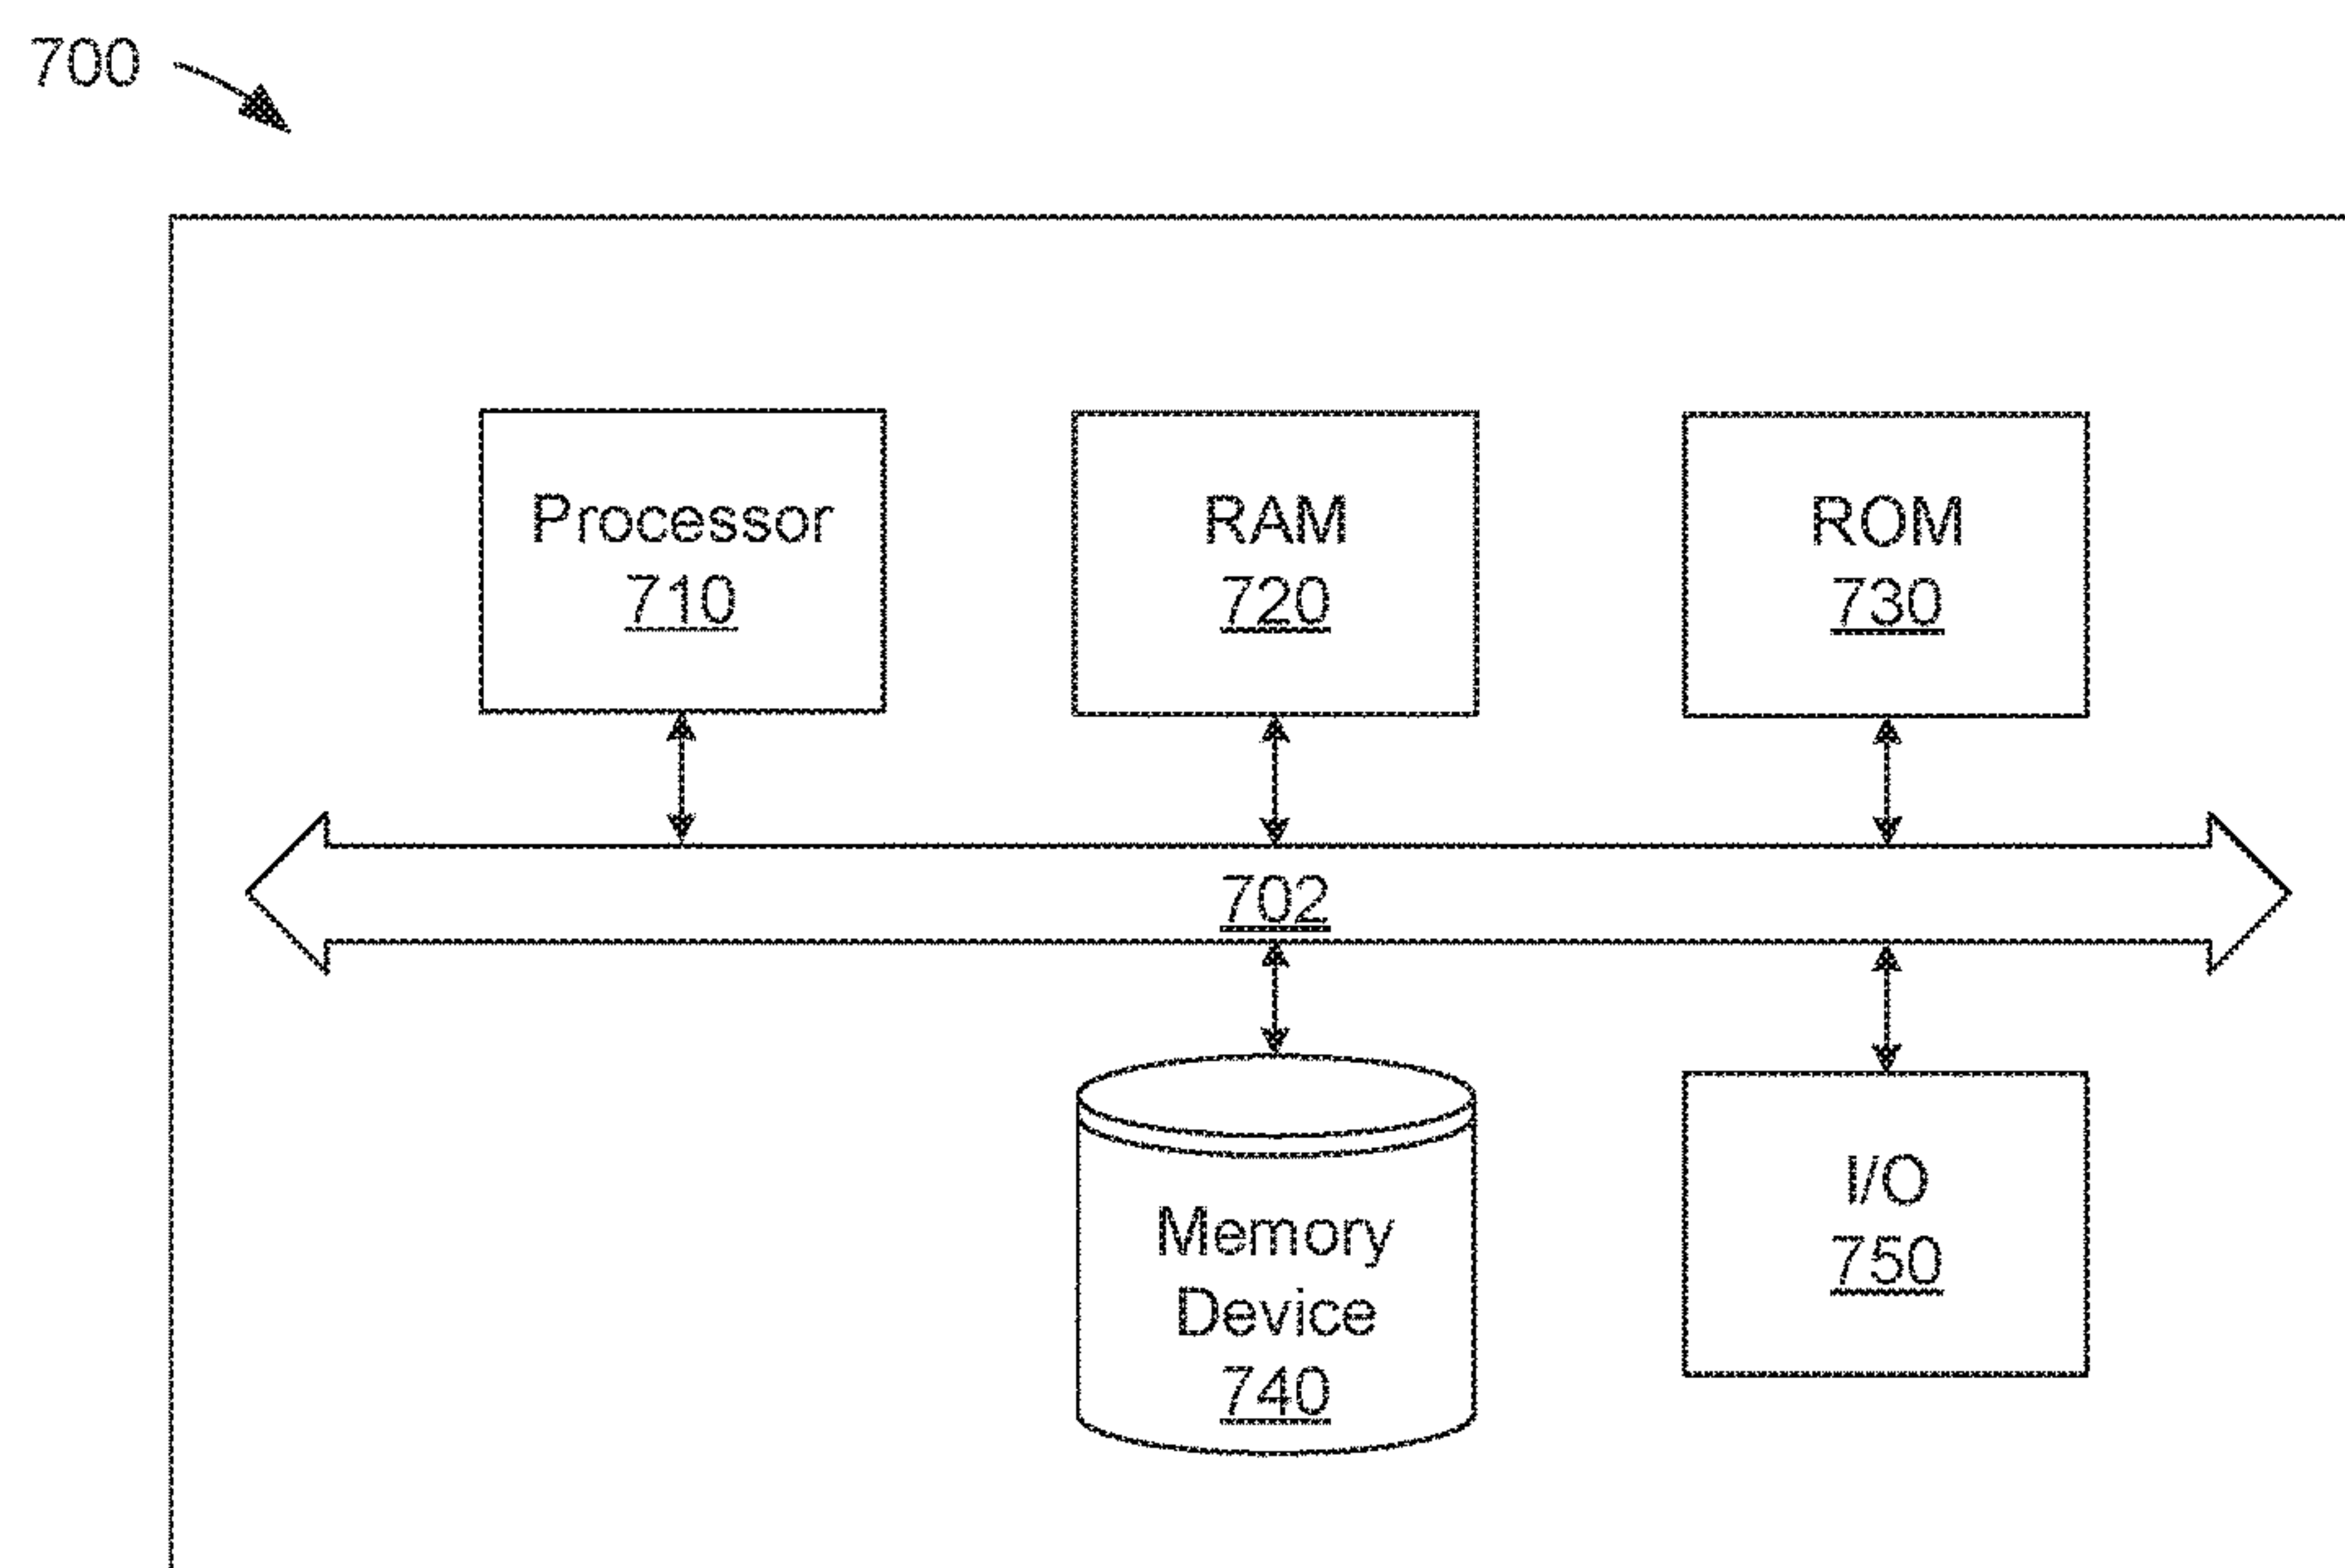 700
Processor
710
RAM
720
ROM
730
702
Memory
Device
740
I/O
750